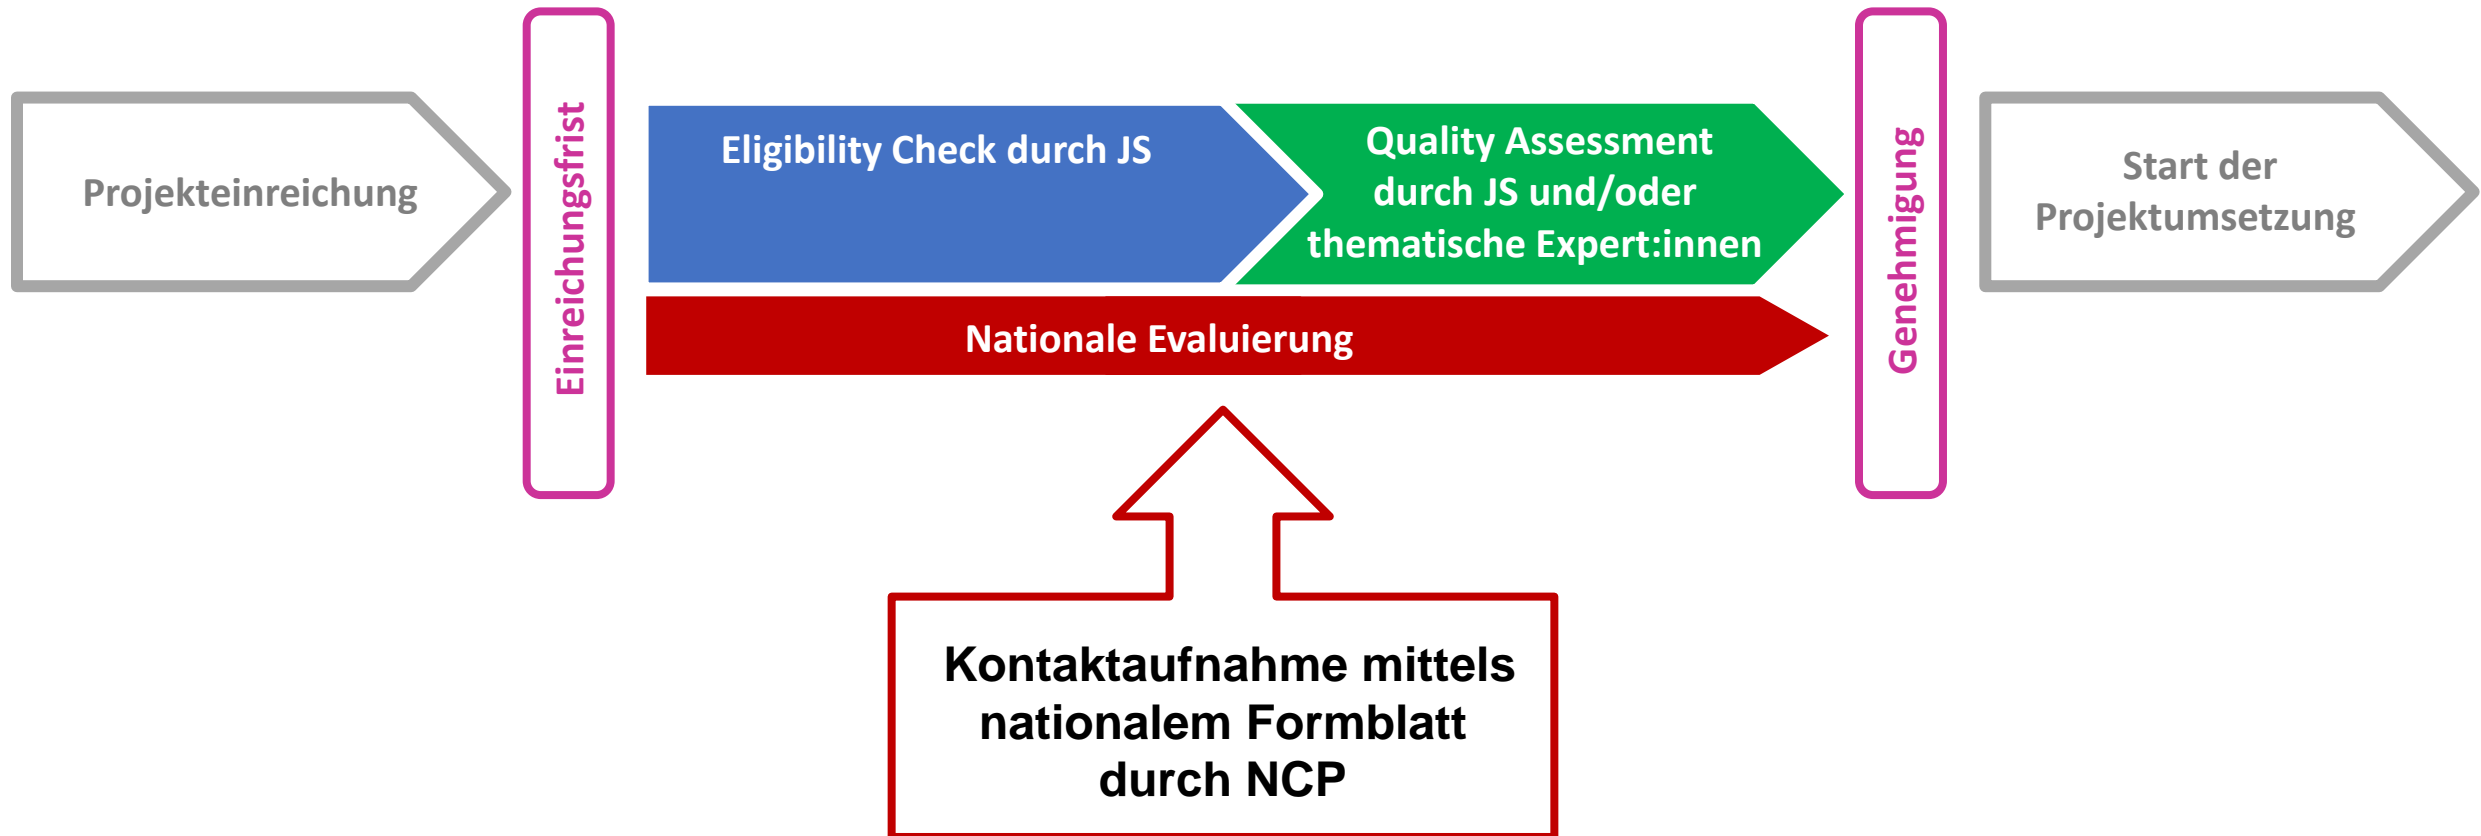 Projekteinreichung
Einreichungsfrist
Eligibility Check durch JS
Quality Assessment
durch JS und/oder
thematische Expert:innen
Nationale Evaluierung
Genehmigung
Start der
Projektumsetzung
Kontaktaufnahme mittels
nationalem Formblatt
durch NCP